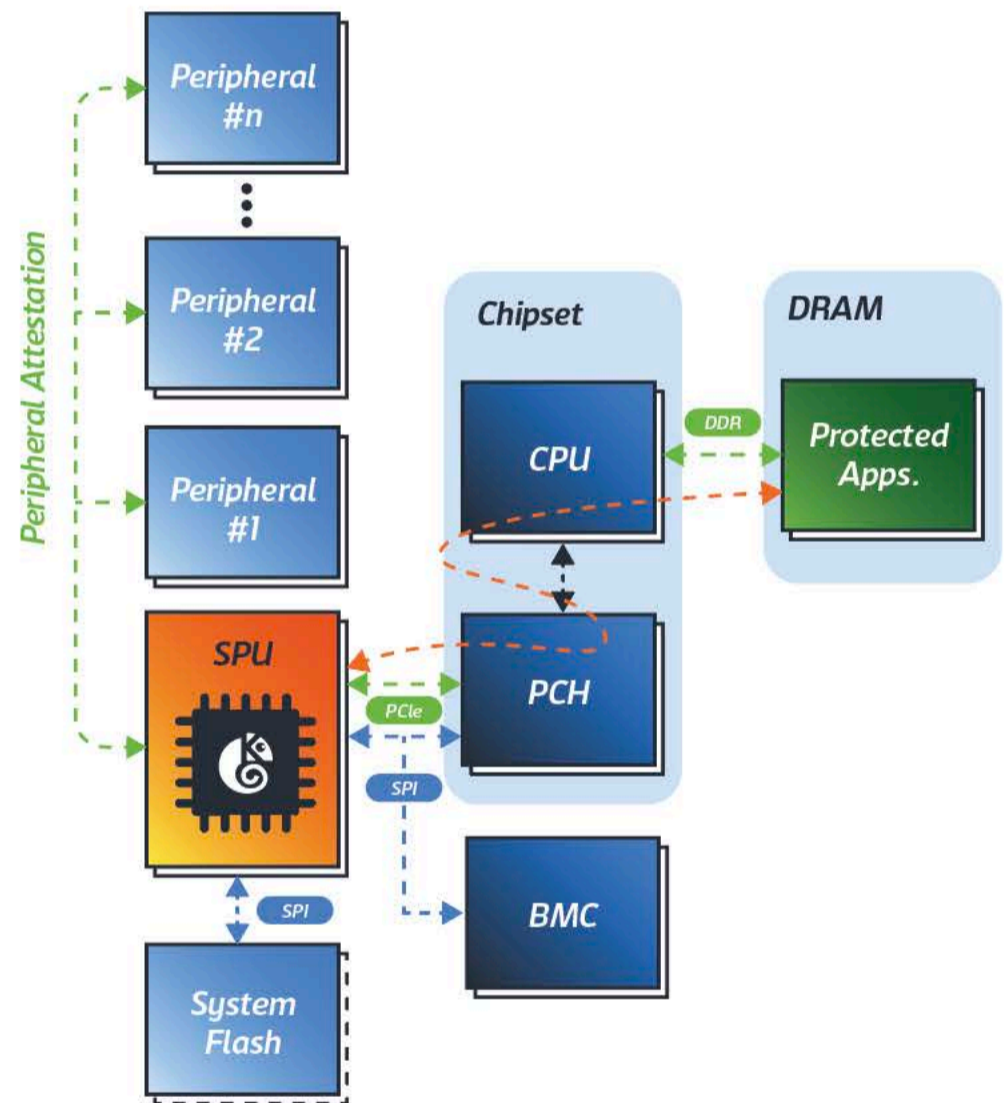 Peripheral
#n
Peripheral Attestation
Peripheral
#2
Peripheral
#1
SPU
SPI
System
Flash
Chipset
CPU
PCH
PCIe
SPI
BMC
DDR
DRAM
Protected
Apps.